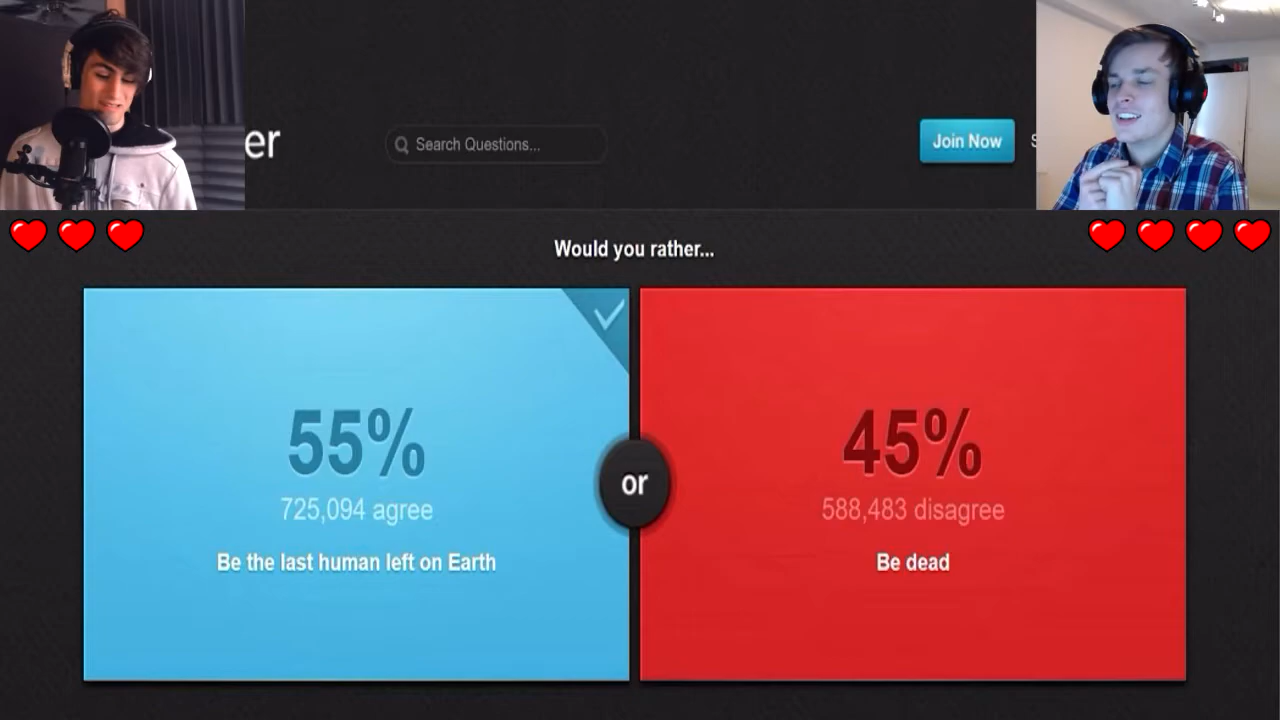 er
Search Questions...
Join Now
S
Would you rather...
55%
725,094 agree
Be the last human left on Earth
or
45%
588,483 disagree
Be dead